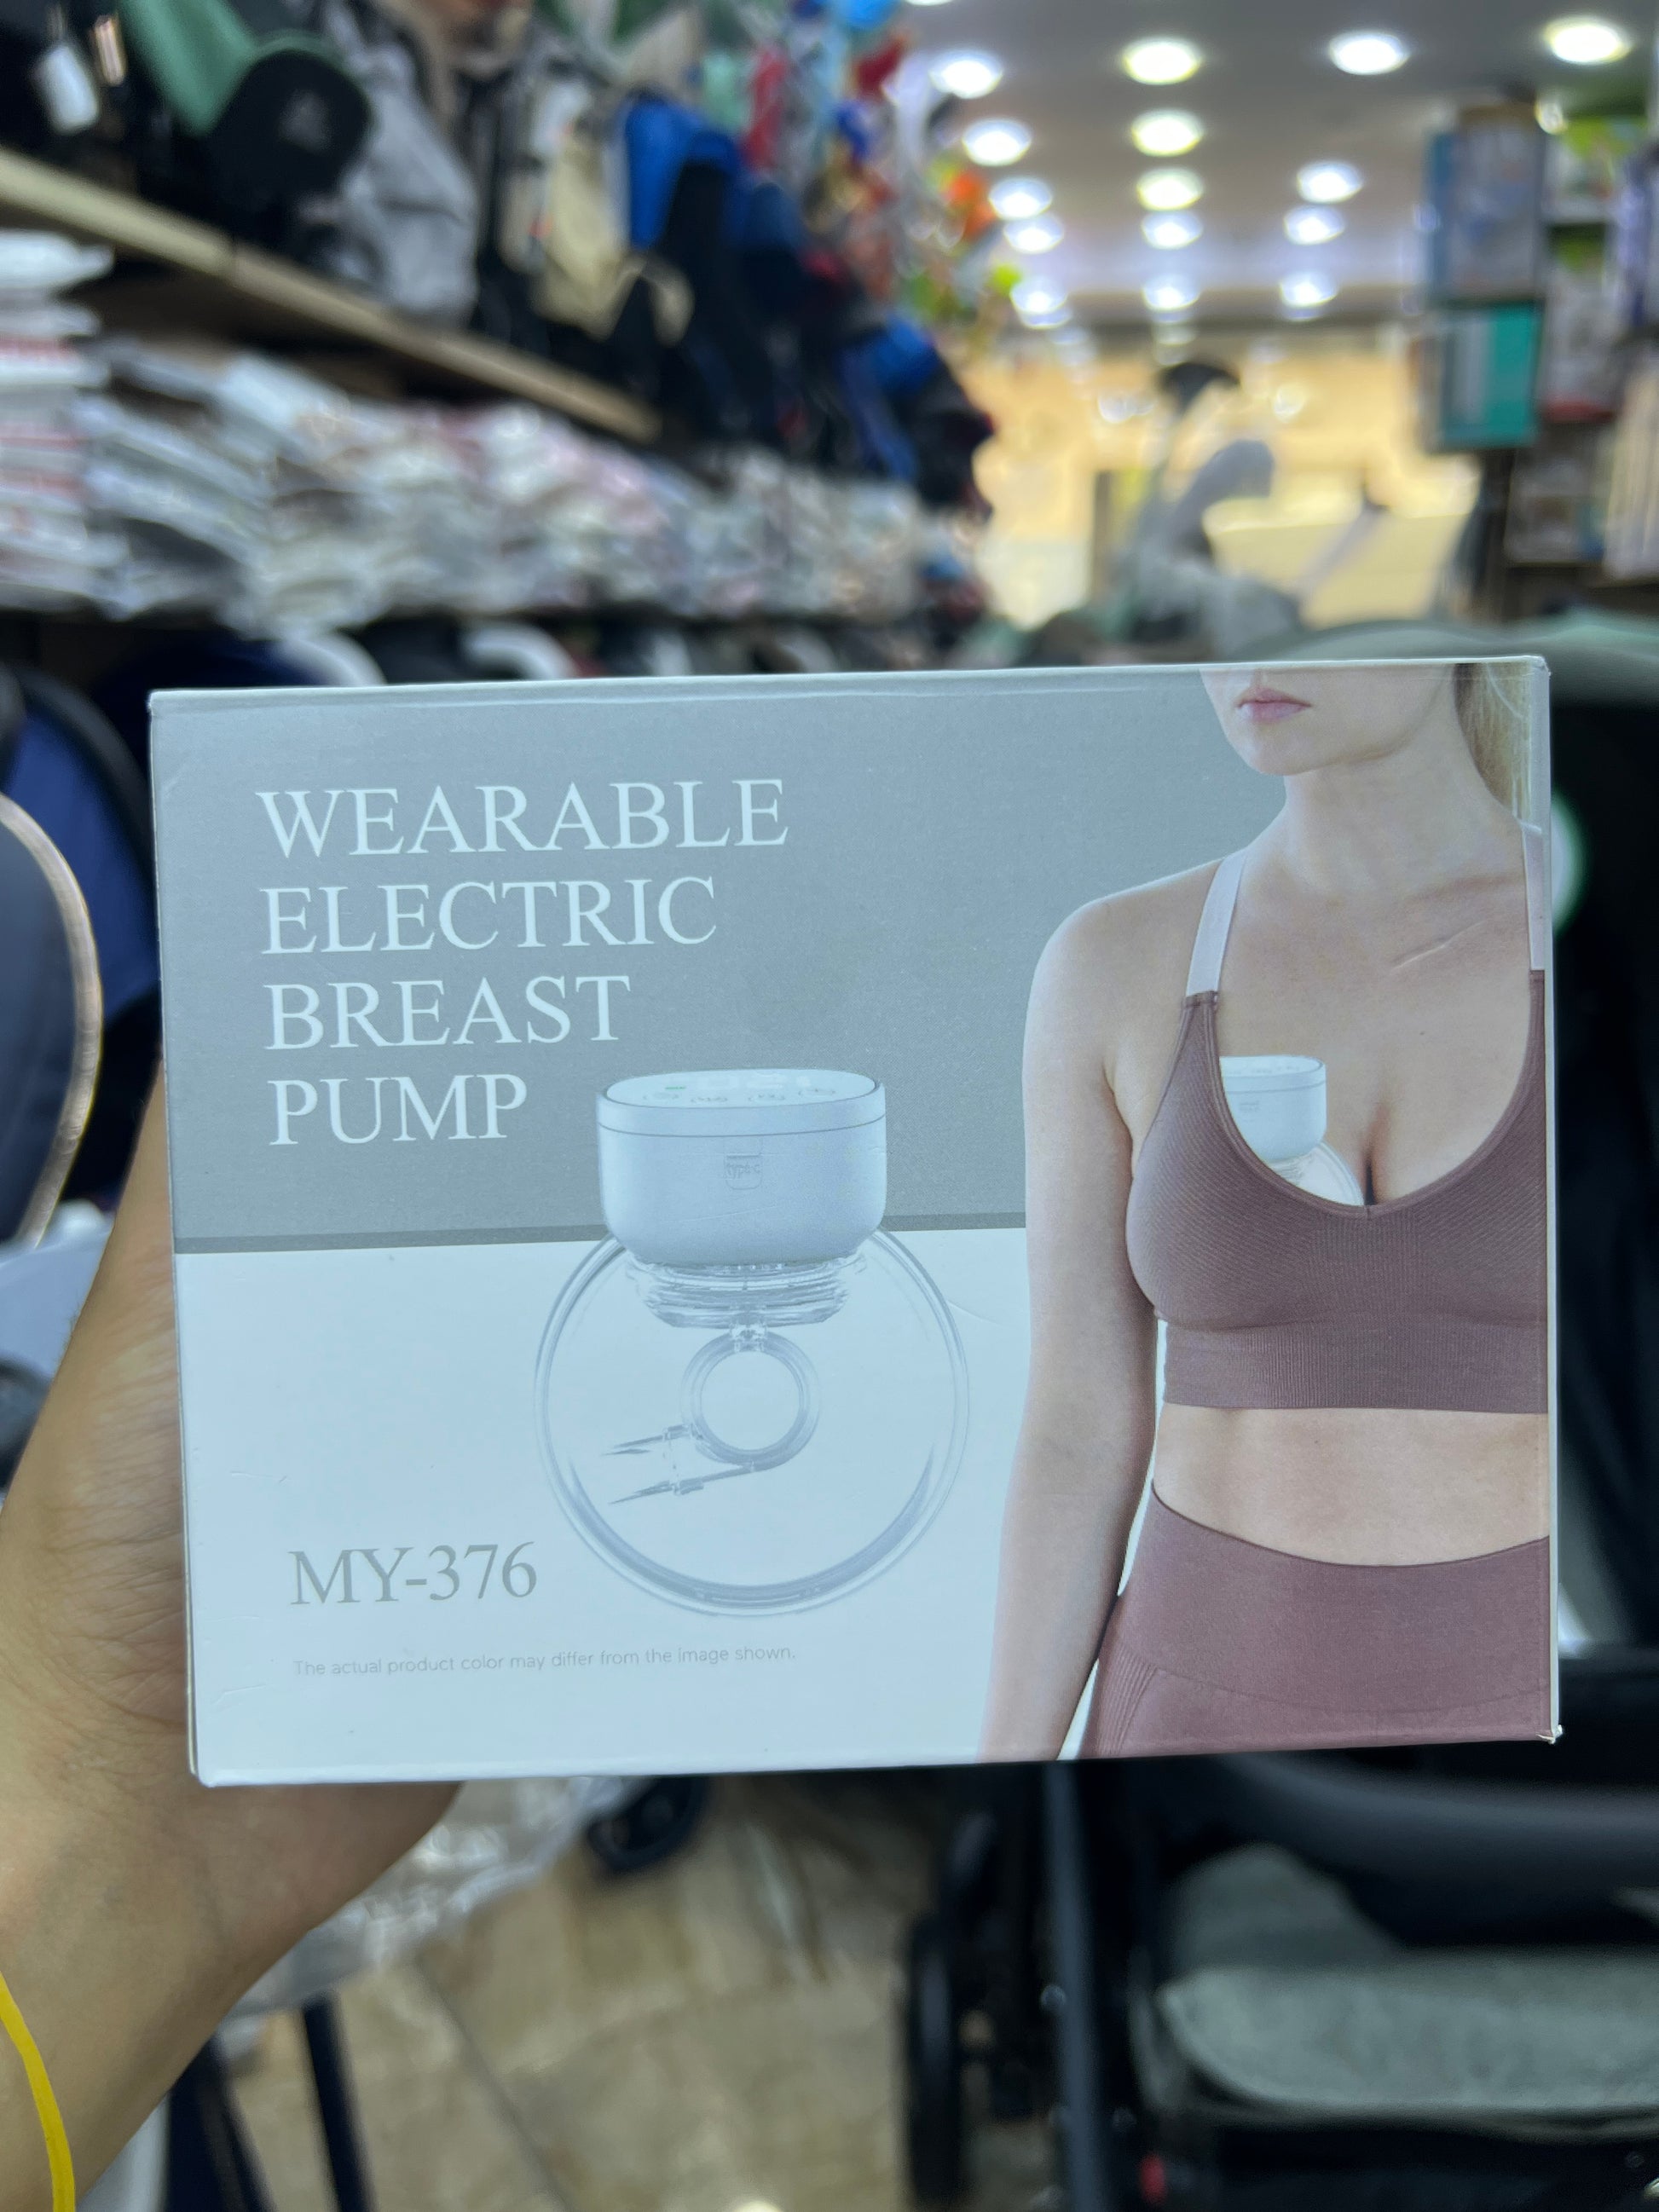 WEARABLE
ELECTRIC
BREAST
PUMP
MY-376
The actual product color may differ from the image shown.